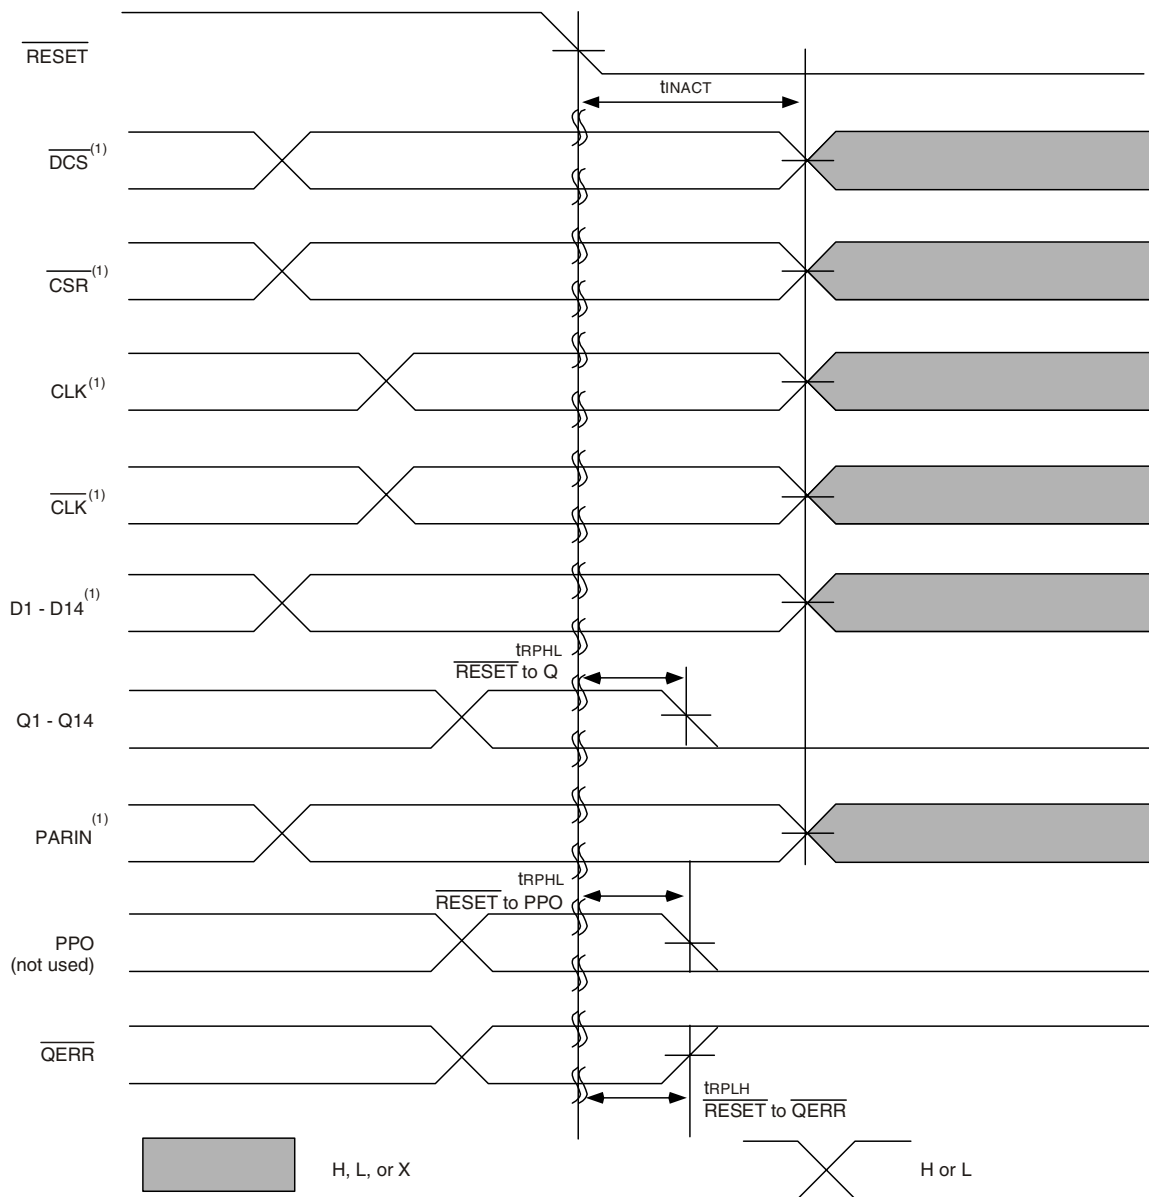 RESET
tINACT
DCS(1)
CSR(1)
CLK(1)
CLK(1)
D1 - D14(1)
tRPHL
RESET to Q
Q1 - Q14
PARIN(1)
tRPHL
RESET to PPO
PPO
(not used)
QERR
tRPLH
RESET to QERR
H, L, or X
H or L